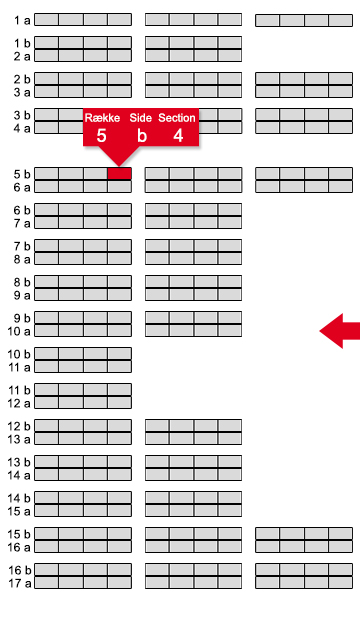 1 a
1 b
2 a
2 b
3 a
3 b
4 a
Række Side Section
5 b 4
5 b
6 a
6 b
7 a
7 b
8 a
8 b
9 a
9 b
10 a
10 b
11 a
11 b
12 a
12 b
13 a
13 b
14 a
14 b
15 a
15 b
16 a
16 b
17 a